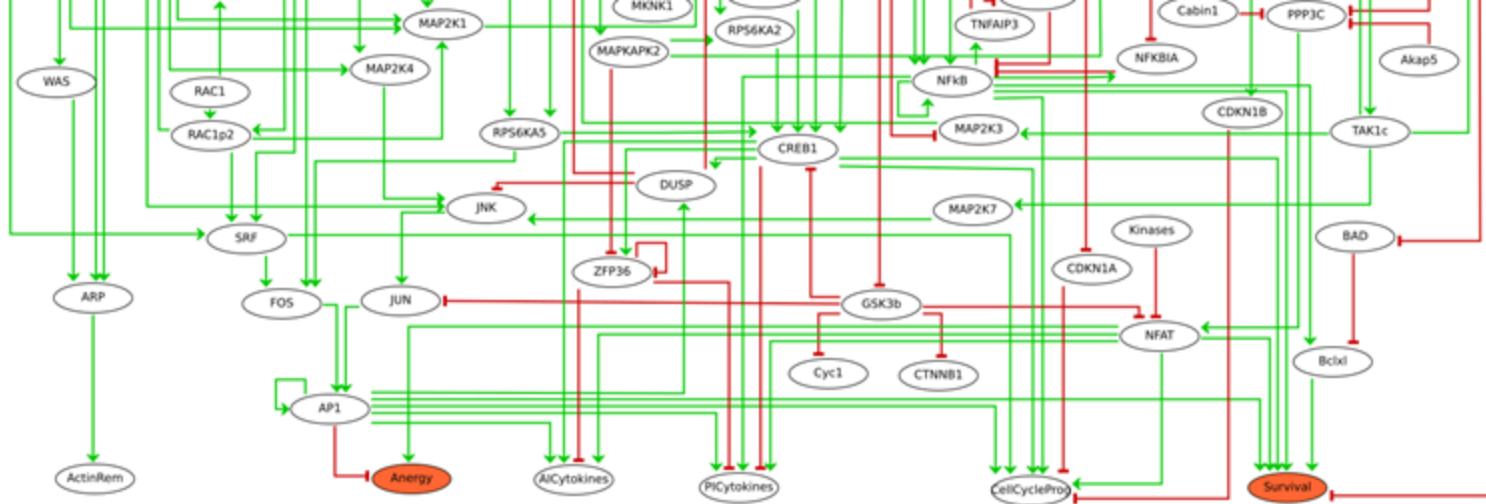 MKNK1
Cabin1
PPP3C
MAP2K1
TNFAIP3
RPS6KA2
MAPKAPK2
NFKBIA
Akap5
WAS
MAP2K4
NFkB
RAC1
CDKN1B
RAC1p2
RPS6KA5
MAP2K3
TAK1c
CREB1
DUSP
JNK
MAP2K7
SRF
Kinases
BAD
ZFP36
CDKN1A
ARP
FOS
JUN
GSK3b
NFAT
Bclxl
Cyc1
CTNNB1
AP1
ActinRem
Anergy
AICytokines
PICytokines
CellCycleProg
Survival